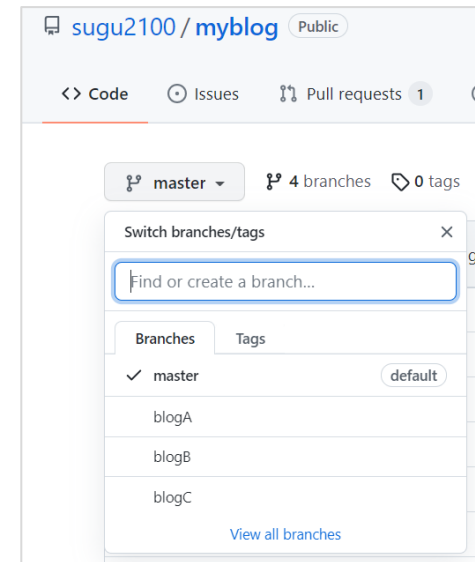 sugu2100 / myblog Public
<> Code Issues Pull requests 1
master 4 branches 0 tags
Switch branches/tags
Find or create a branch...
Branches Tags
master default
blogA
blogB
blogC
View all branches